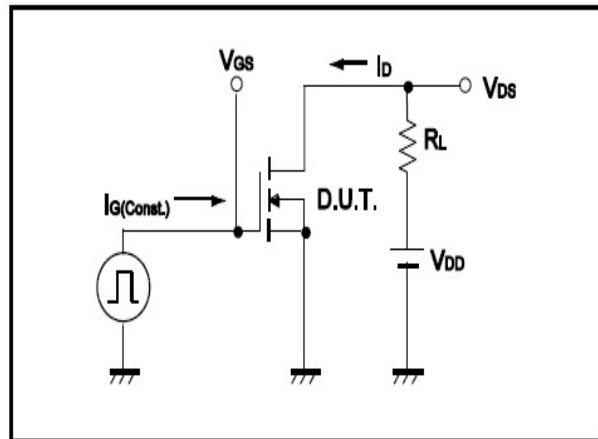 VGS
ID
VDS
RL
IG(Const.)
D.U.T.
VDD